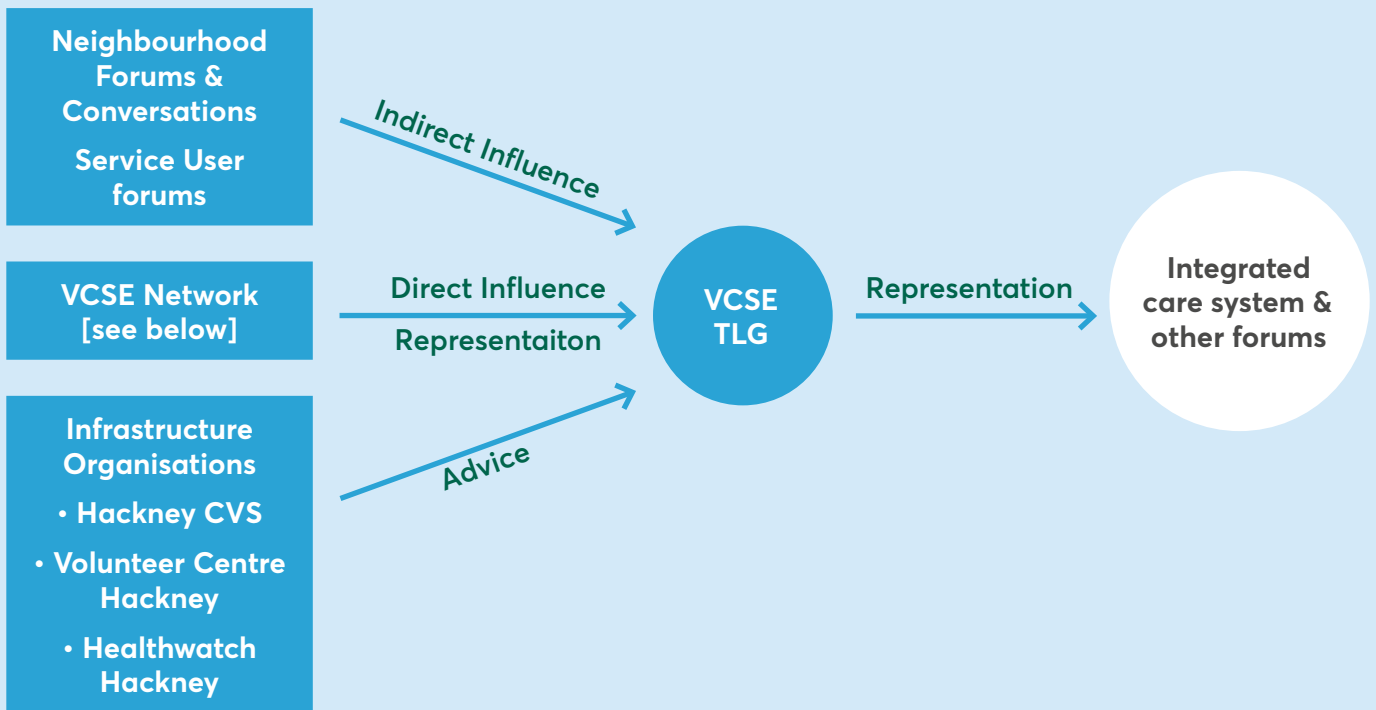 Neighbourhood
Forums &
Conversations
Service User
forums
Indirect Influence
VCSE Network
[see below]
Direct Influence
Representaiton
VCSE
TLG
Representation
Integrated
care system &
other forums
Infrastructure
Organisations
• Hackney CVS
• Volunteer Centre
Hackney
• Healthwatch
Hackney
Advice